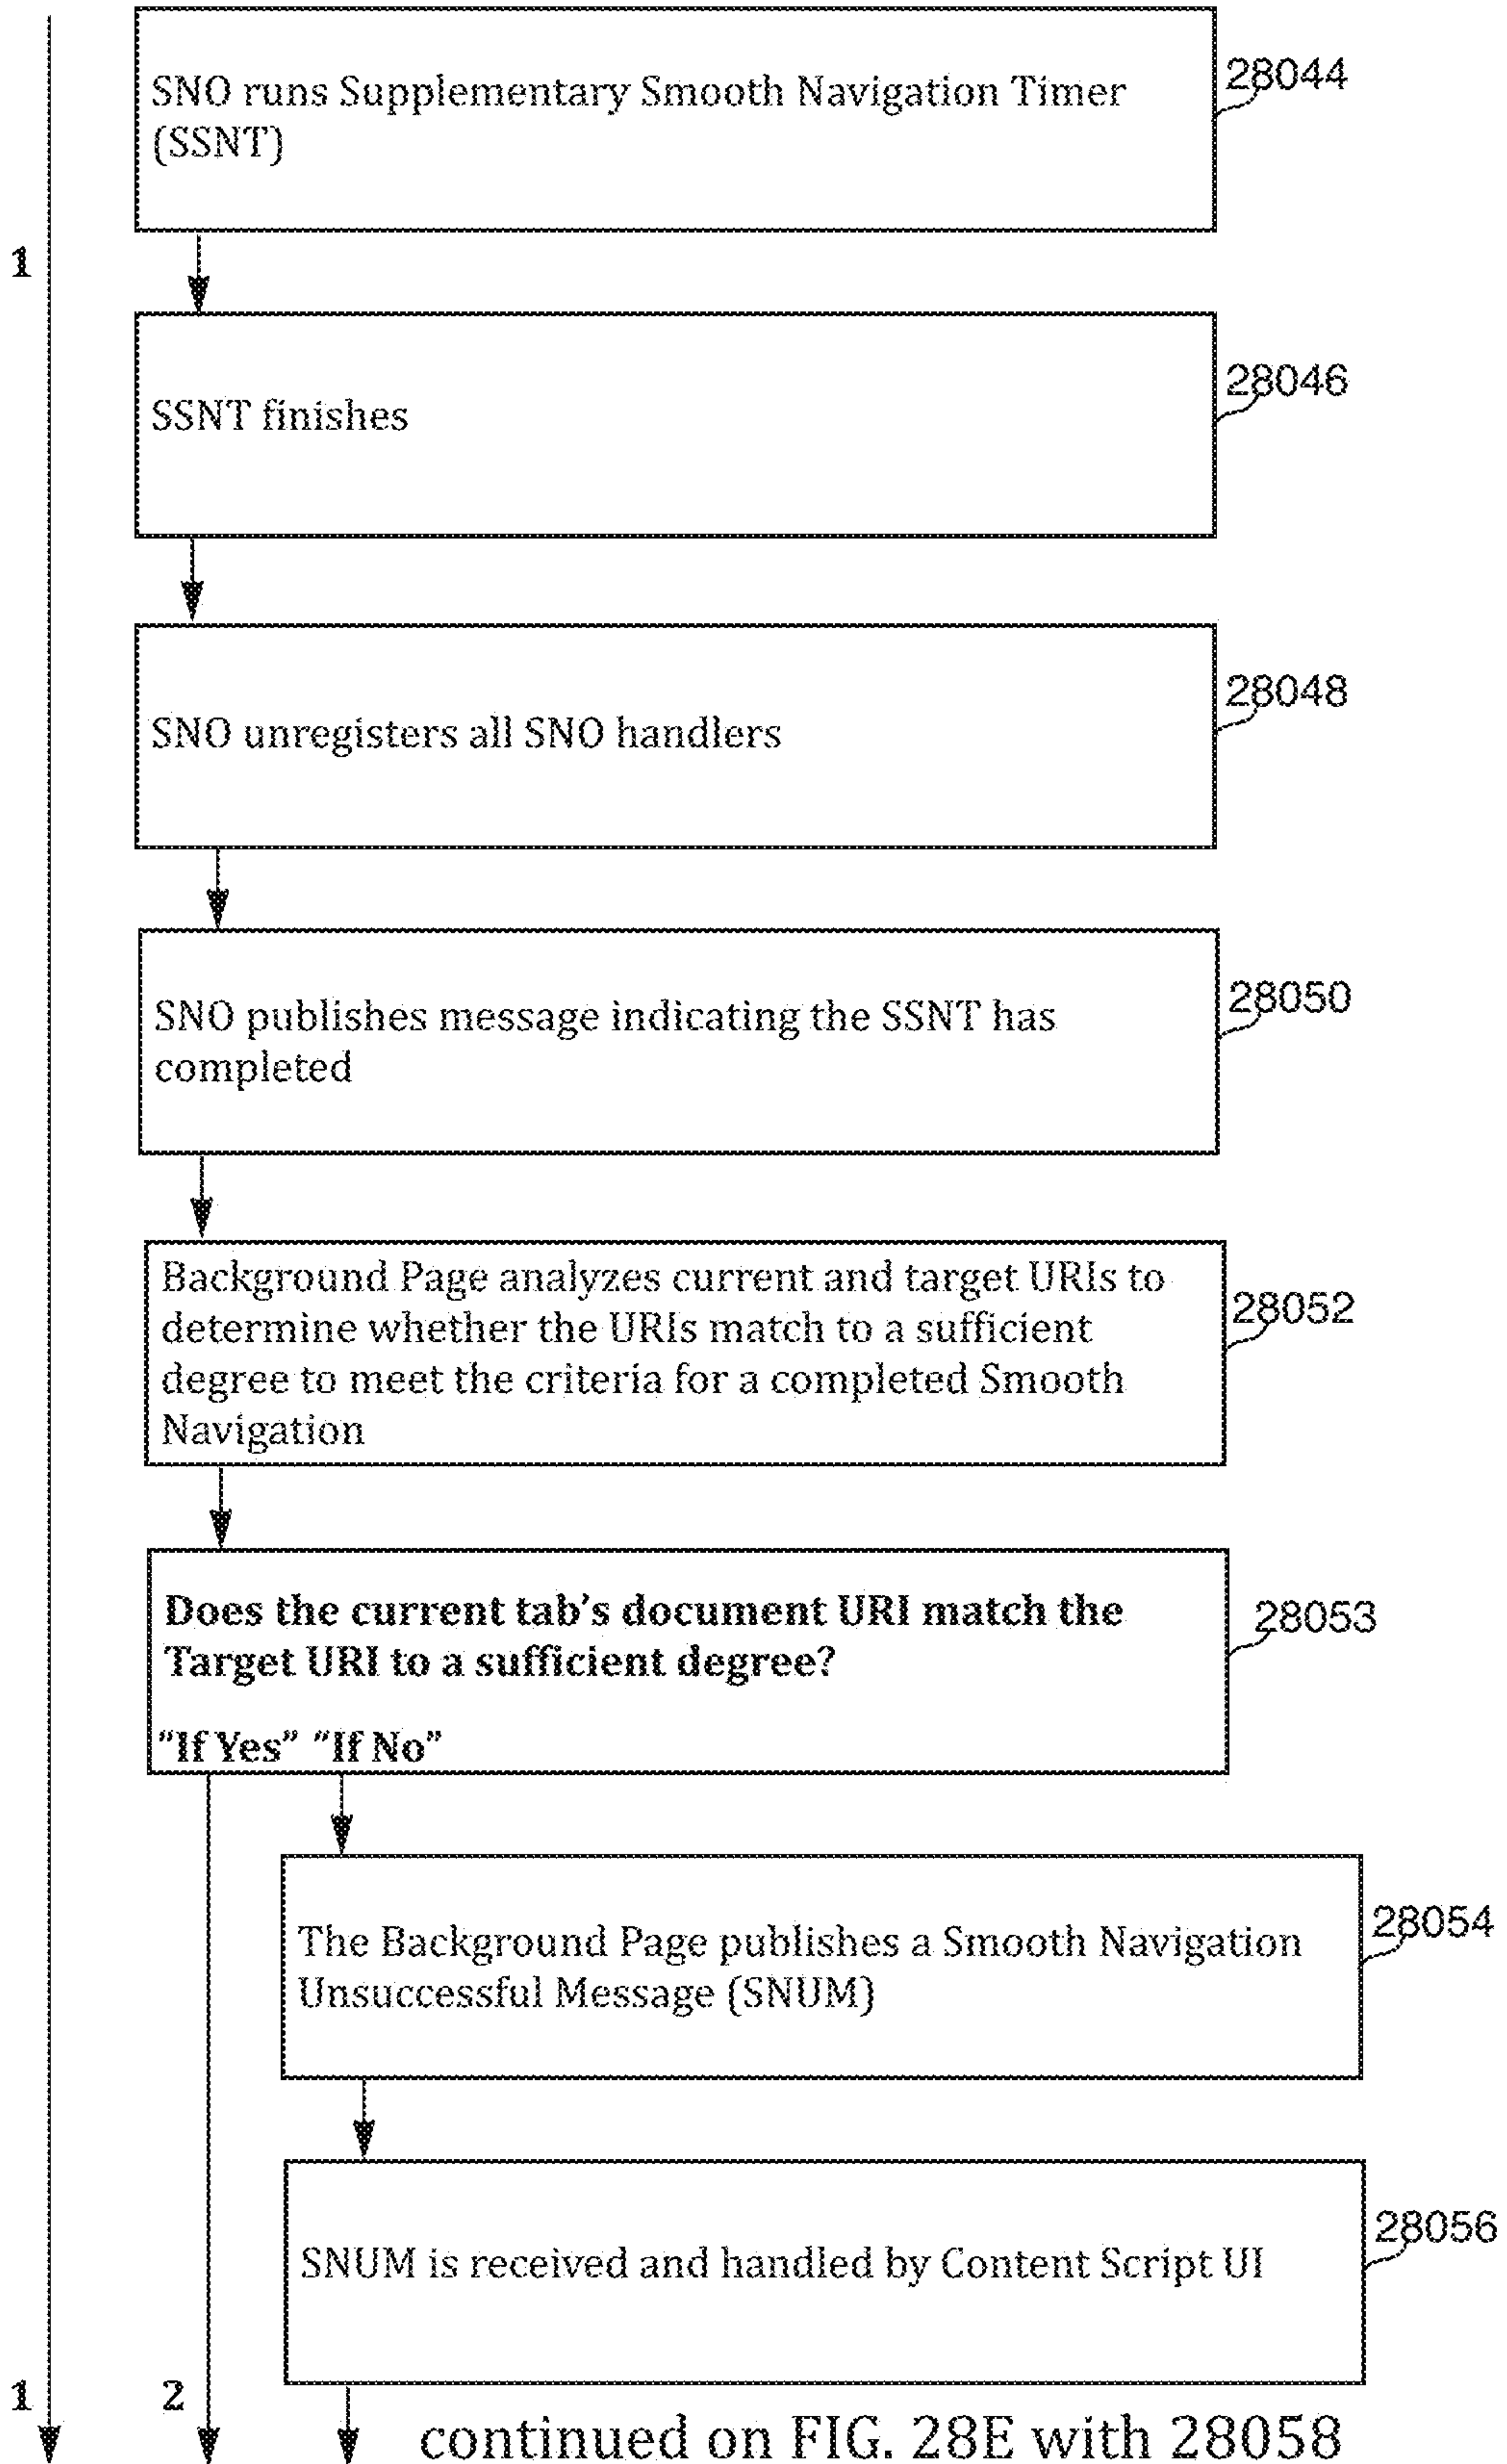 SNO runs Supplementary Smooth Navigation Timer
(SSNT)
28044
1
SSNT finishes
28046
SNO unregisters all SNO handlers
28048
SNO publishes message indicating the SSNT has
completed
28050
Background Page analyzes current and target URIs to
determine whether the URIs match to a sufficient
degree to meet the criteria for a completed Smooth
Navigation
28052
Does the current tab's document URI match the
Target URI to a sufficient degree?
"If Yes" "If No"
28053
The Background Page publishes a Smooth Navigation
Unsuccessful Message (SNUM)
28054
SNUM is received and handled by Content Script UI
28056
1
2
continued on FIG. 28E with 28058